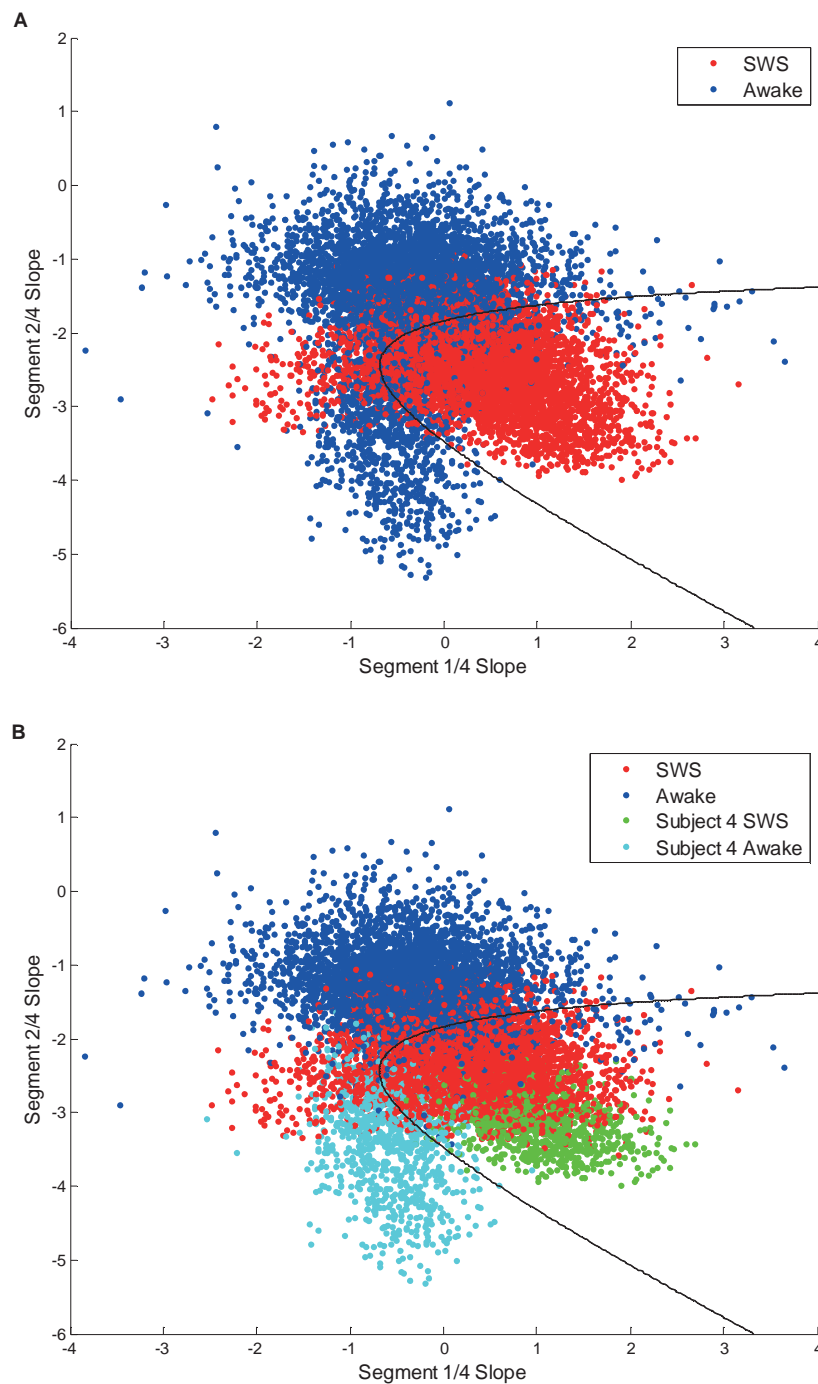 A
SWS
Awake
2
1
0
-1
-2
-3
-4
-5
-6
Segment 2/4 Slope
-4 -3 -2 -1 0 1 2 3 4
Segment 1/4 Slope
B
SWS
Awake
Subject 4 SWS
Subject 4 Awake
2
1
0
-1
-2
-3
-4
-5
-6
Segment 2/4 Slope
-4 -3 -2 -1 0 1 2 3 4
Segment 1/4 Slope